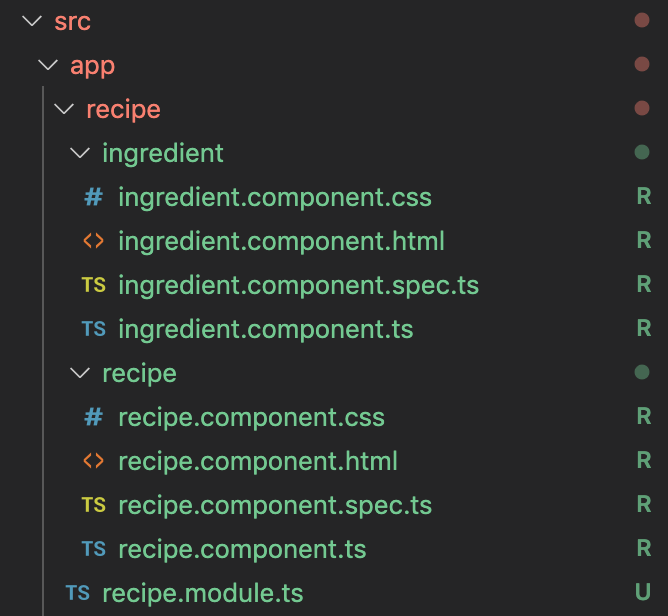 src
app
recipe
ingredient
# ingredient.component.css R
<> ingredient.component.html R
TS ingredient.component.spec.ts R
TS ingredient.component.ts R
recipe
# recipe.component.css R
<> recipe.component.html R
TS recipe.component.spec.ts R
TS recipe.component.ts R
TS recipe.module.ts U